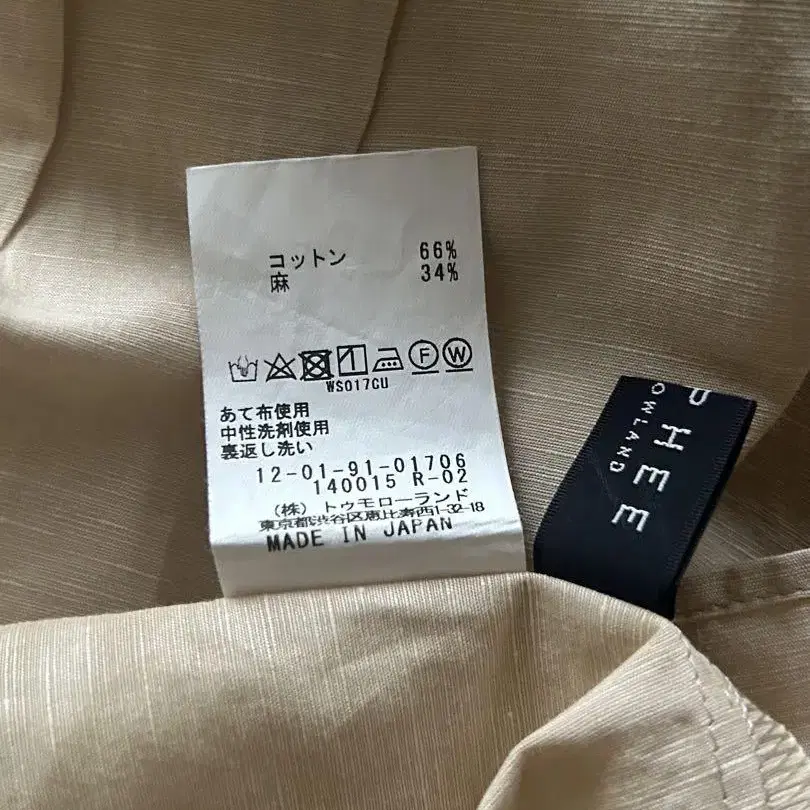 コットン 66%
麻 34%
F W
WS017CU
あて布使用
中性洗剤使用
裏返し洗い
12-01-91-01706
140015 R-02
(株) トゥモローランド
東京都渋谷区恵比寿西1-32-18
MADE IN JAPAN
PHEE
OWLAND